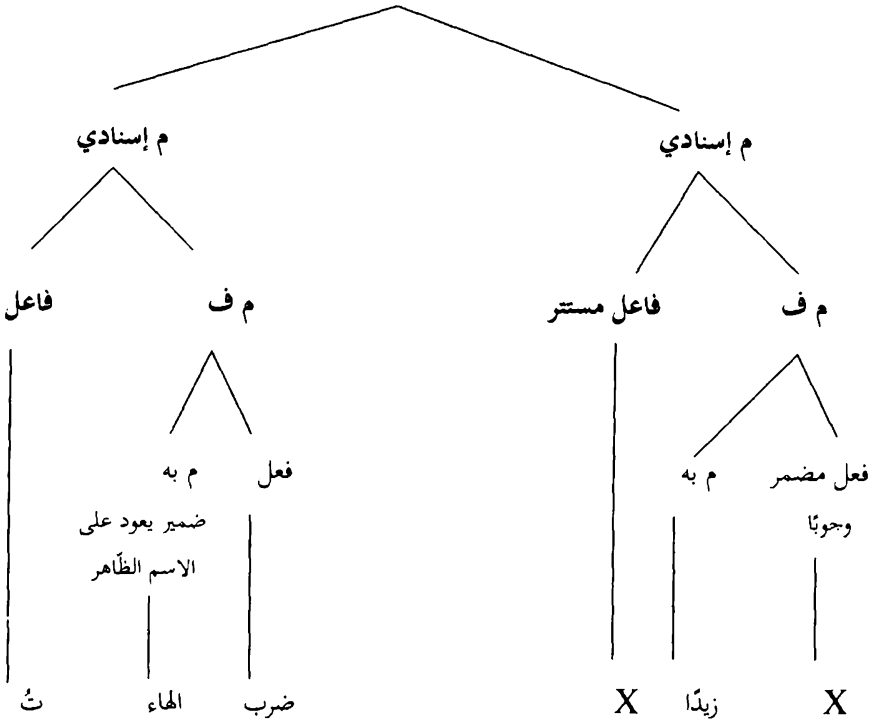 م إسنادي م إسنادي
م ف فاعل مستتر م ف فاعل
فعل مضمر م به فعل م به
وجوبًا ضمير يعود على
الاسم الظّاهر
X زيدًا X ضرب الهاء تُ